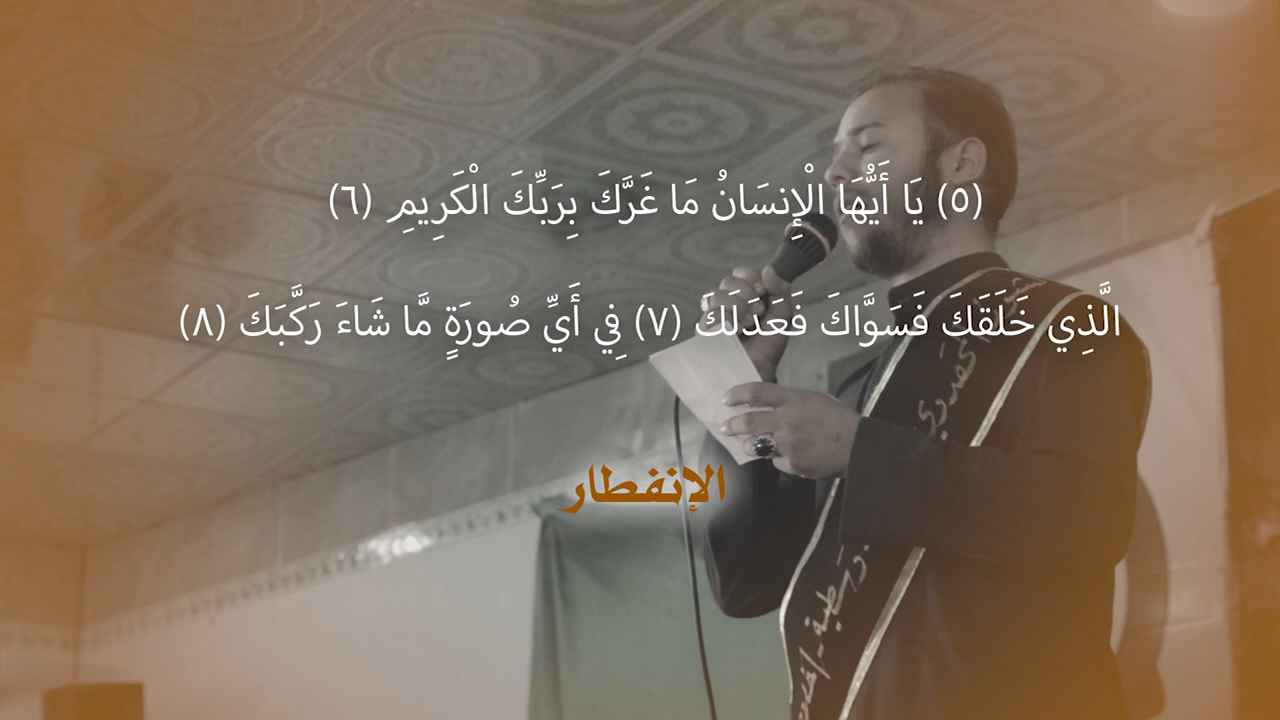 (٥) يَا أَيُّهَا الْإِنسَانُ مَا غَرَّكَ بِرَبِّكَ الْكَرِيمِ (٦)
الَّذِي خَلَقَكَ فَسَوَّاكَ فَعَدَلَكَ (٧) فِي أَيِّ صُورَةٍ مَّا شَاءَ رَكَّبَكَ (٨)
الإنفطار